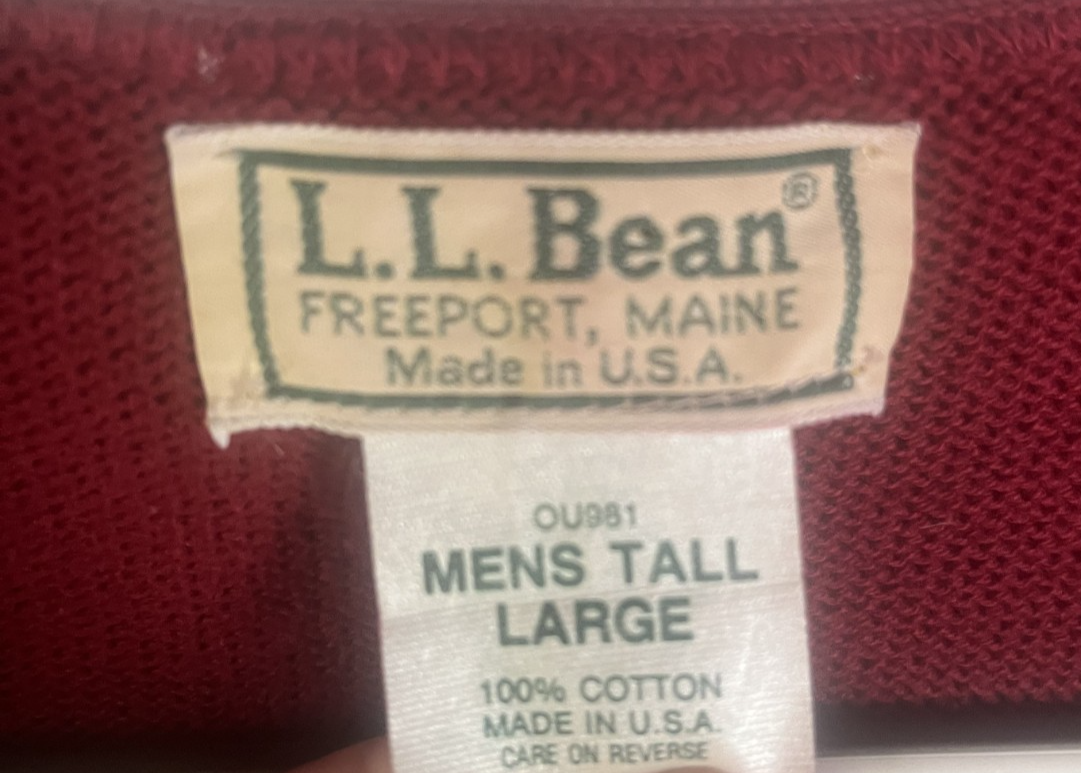 L.L.Bean®
FREEPORT, MAINE
Made in U.S.A.
OU981
MENS TALL
LARGE
100% COTTON
MADE IN U.S.A.
CARE ON REVERSE